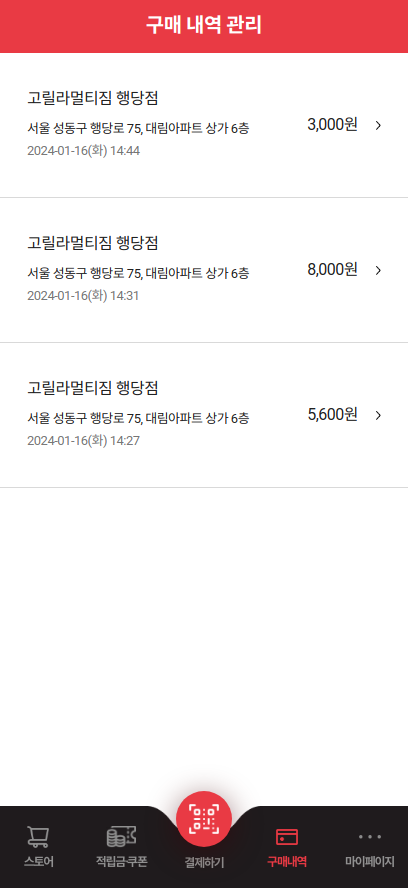 구매 내역 관리
고릴라멀티짐 행당점
서울 성동구 행당로 75, 대림아파트 상가 6층
2024-01-16(화) 14:44
3,000원
고릴라멀티짐 행당점
서울 성동구 행당로 75, 대림아파트 상가 6층
2024-01-16(화) 14:31
8,000원
고릴라멀티짐 행당점
서울 성동구 행당로 75, 대림아파트 상가 6층
2024-01-16(화) 14:27
5,600원
스토어
적립금·쿠폰
결제하기
구매내역
마이페이지